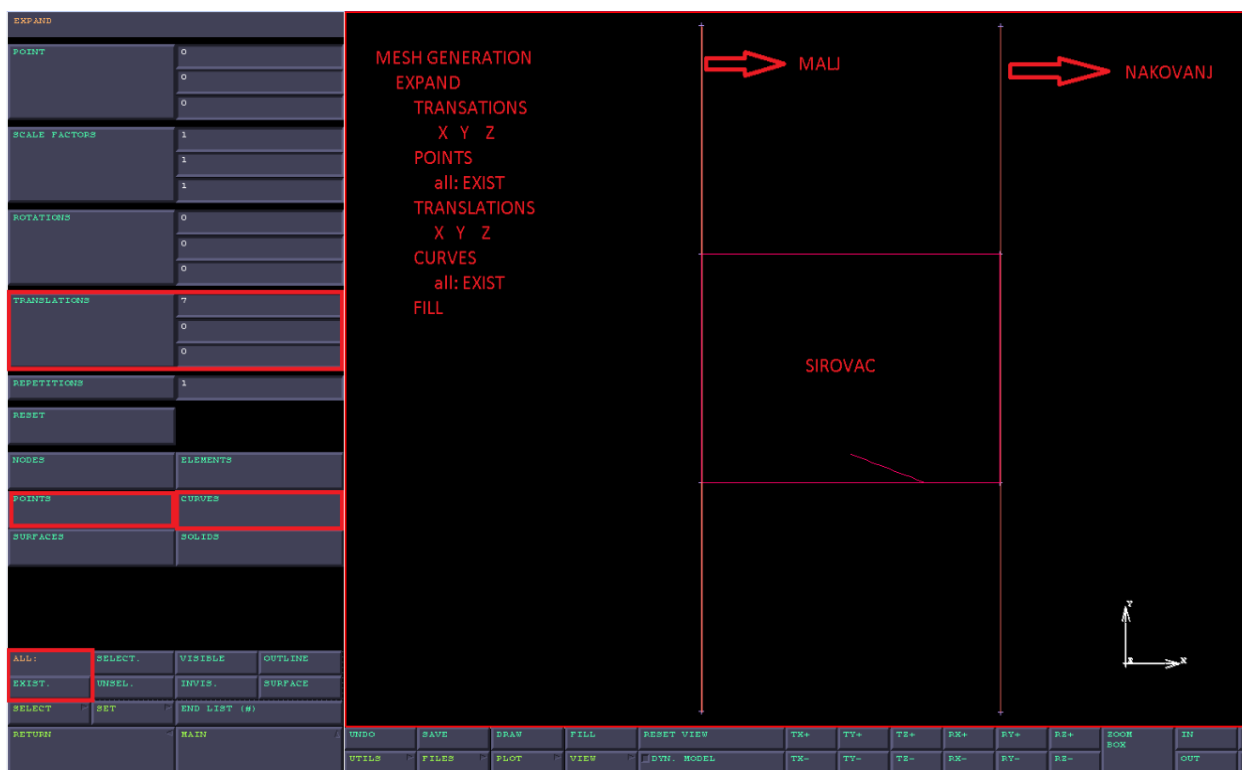 EXPAND
POINT
0
0
0
SCALE FACTORS
1
1
1
ROTATIONS
0
0
0
TRANSLATIONS
7
0
0
REPETITIONS 1
RESET
NODES ELEMENTS
POINTS CURVES
SURFACES SOLIDS
ALL: SELECT. VISIBLE OUTLINE
EXIST. UNSEL. INVIS. SURFACE
SELECT SET END LIST (#)
RETURN MAIN
MESH GENERATION
EXPAND
TRANSATIONS
X Y Z
POINTS
all: EXIST
TRANSLATIONS
X Y Z
CURVES
all: EXIST
FILL
MALJ
NAKOVANJ
SIROVAC
Y
Z X
UNDO SAVE DRAW FILL RESET VIEW TX+ TY+ TZ+ RX+ RY+ RZ+ ZOOM BOX IN
UTILS FILES PLOT VIEW DYN. MODEL TX- TY- TZ- RX- RY- RZ- OUT